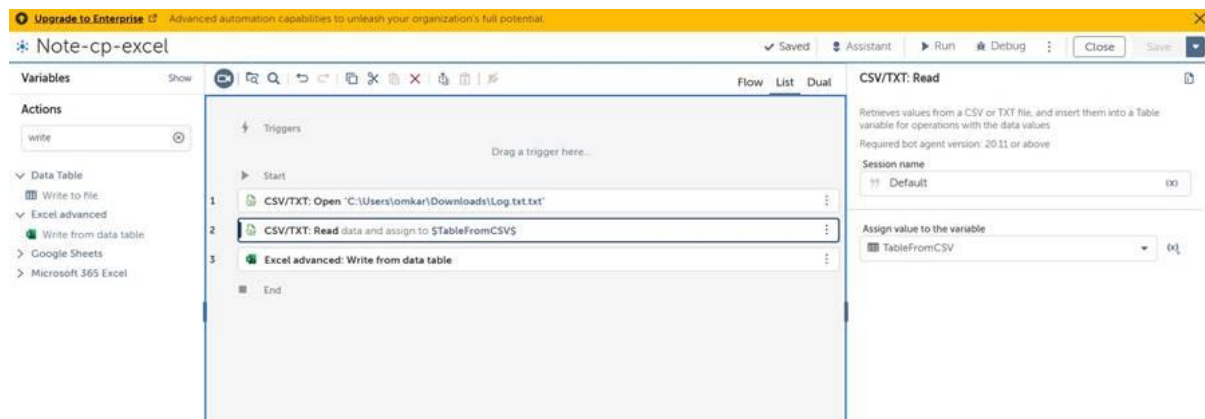 Upgrade to Enterprise Advanced automation capabilities to unleash your organization's full potential.
Note-cp-excel
Saved
Assistant
Run
Debug
Close
Save
Variables
Show
Flow
List
Dual
Actions
write
Data Table
Write to file
Excel advanced
Write from data table
Google Sheets
Microsoft 365 Excel
Triggers
Drag a trigger here...
Start
1 CSV/TXT: Open "C:\Users\omkar\Downloads\Log.txt.txt"
2 CSV/TXT: Read data and assign to $TableFromCSV$
3 Excel advanced: Write from data table
End
CSV/TXT: Read
Retrieves values from a CSV or TXT file, and insert them into a Table
variable for operations with the data values
Required bot agent version: 20.11 or above
Session name
Default
(x)
Assign value to the variable
TableFromCSV
(x)